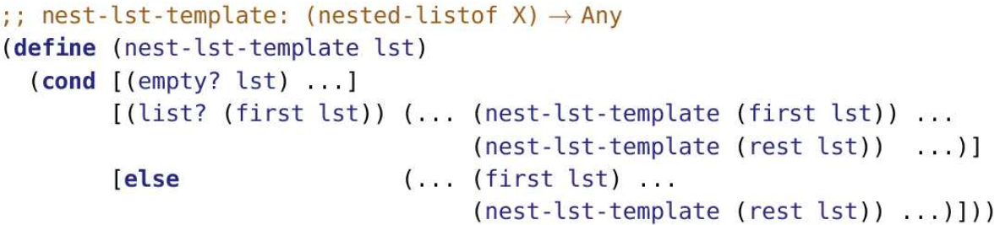 ;; nest-lst-template: (nested-listof X) → Any
(define (nest-lst-template lst)
  (cond [(empty? lst) ...]
        [(list? (first lst)) (... (nest-lst-template (first lst)) ...
                                  (nest-lst-template (rest lst))  ...)]
        [else                (... (first lst) ...
                                  (nest-lst-template (rest lst)) ...)]))